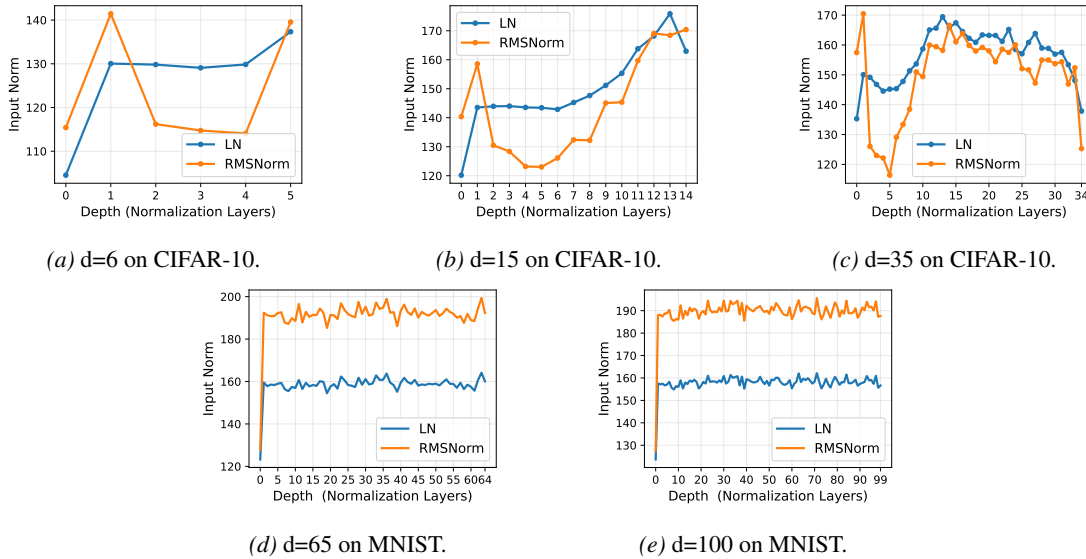 140
130
120
110
Input Norm
LN
RMSNorm
0 1 2 3 4 5
Depth (Normalization Layers)
(a) d=6 on CIFAR-10.
170
160
150
140
130
120
Input Norm
LN
RMSNorm
0 1 2 3 4 5 6 7 8 9 10 11 12 13 14
Depth (Normalization Layers)
(b) d=15 on CIFAR-10.
170
160
150
140
130
120
Input Norm
LN
RMSNorm
0 5 10 15 20 25 30 34
Depth (Normalization Layers)
(c) d=35 on CIFAR-10.
200
190
180
170
160
150
140
130
120
Input Norm
LN
RMSNorm
0 5 10 15 20 25 30 35 40 45 50 55 60 64
Depth (Normalization Layers)
(d) d=65 on MNIST.
190
180
170
160
150
140
130
Input Norm
LN
RMSNorm
0 10 20 30 40 50 60 70 80 90 99
Depth (Normalization Layers)
(e) d=100 on MNIST.